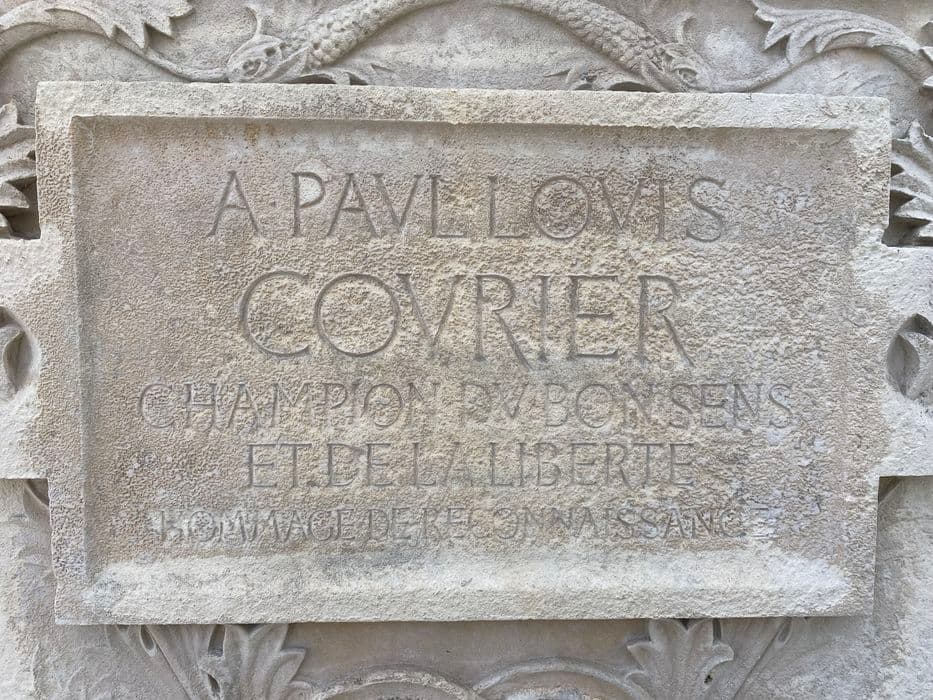 A·PAVL LOVIS
COVRIER
CHAMPION DV BON SENS
ET DE LA LIBERTE
HOMMAGE DE RECONNAISSANCE